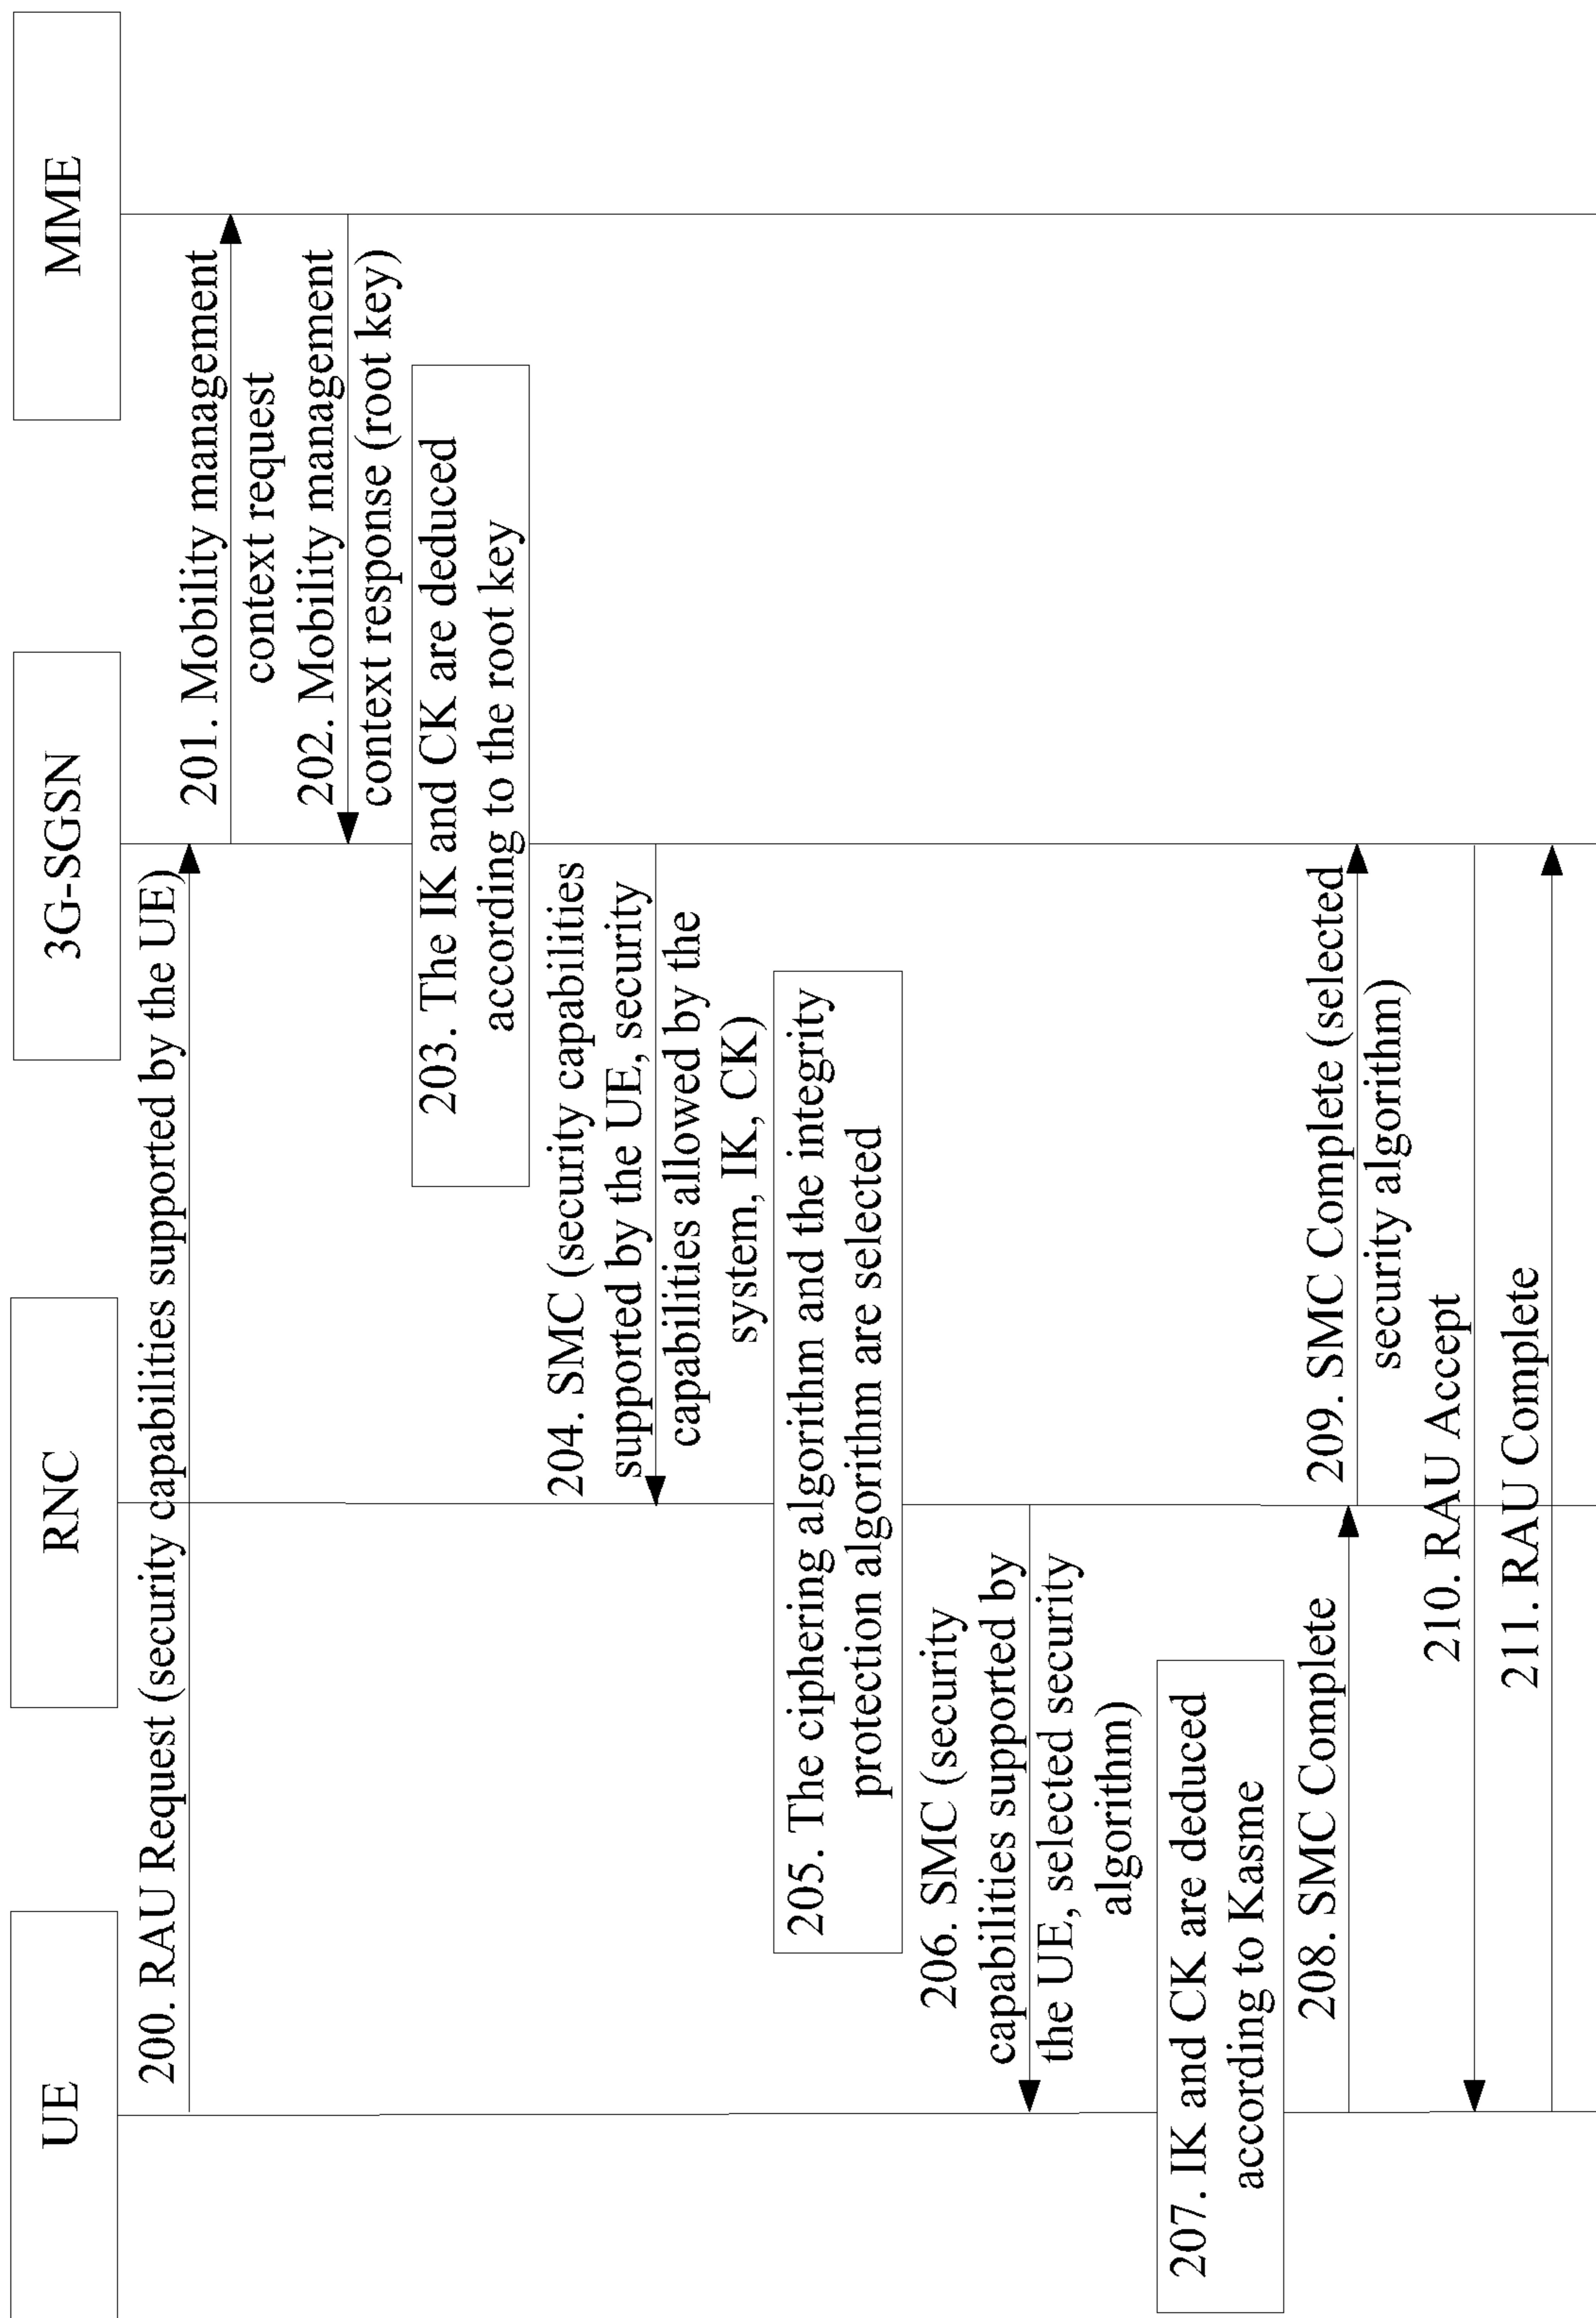 UE
RNC
3G-SGSN
MME
200. RAU Request (security capabilities supported by the UE)
201. Mobility management
context request
202. Mobility management
context response (root key)
203. The IK and CK are deduced
according to the root key
204. SMC (security capabilities
supported by the UE, security
capabilities allowed by the
system, IK, CK)
205. The ciphering algorithm and the integrity
protection algorithm are selected
206. SMC (security
capabilities supported by
the UE, selected security
algorithm)
207. IK and CK are deduced
according to Kasme
208. SMC Complete
209. SMC Complete (selected
security algorithm)
210. RAU Accept
211. RAU Complete